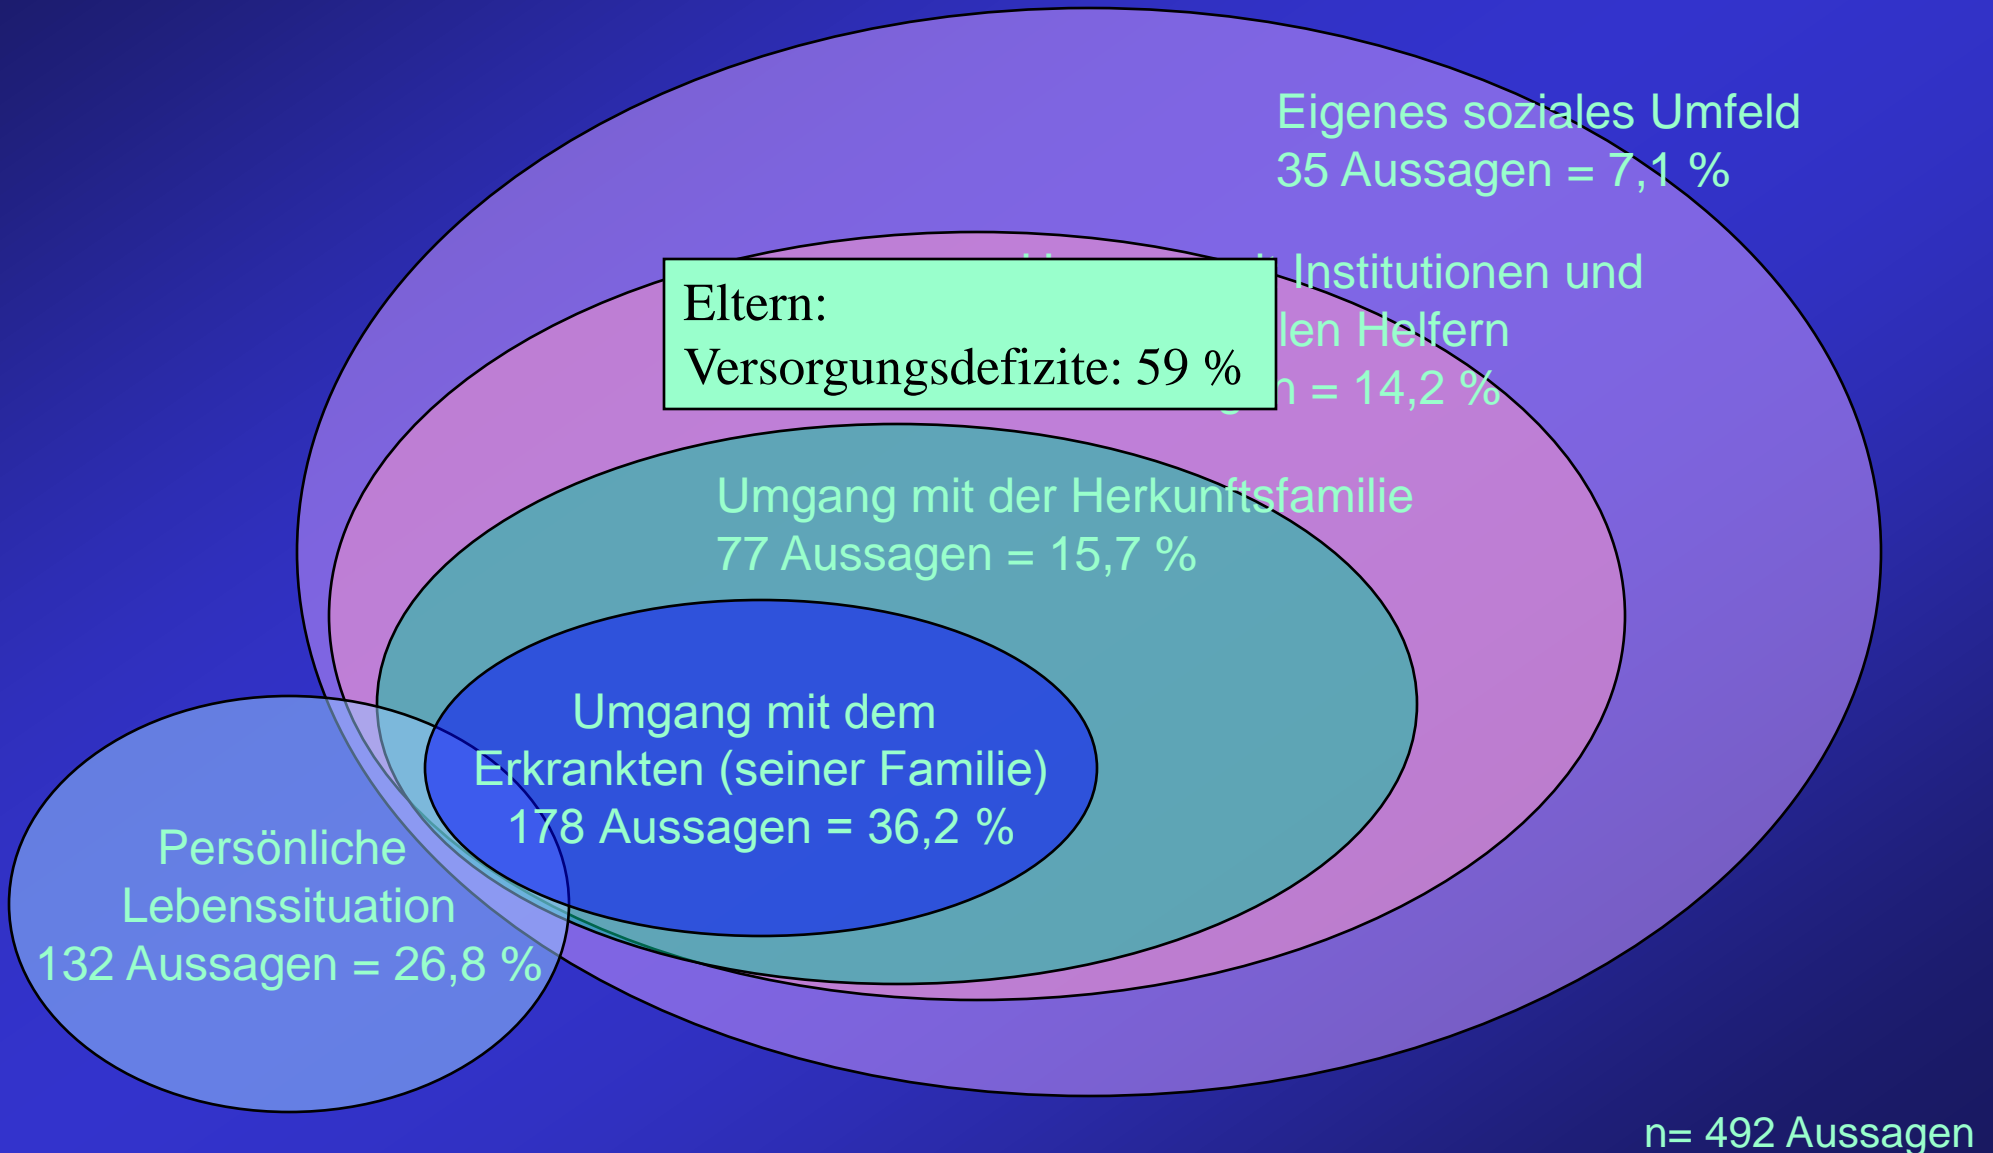 Eigenes soziales Umfeld
35 Aussagen = 7,1 %
Institutionen und
Helfern
= 14,2 %
Eltern:
Versorgungsdefizite: 59 %
Umgang mit der Herkunftsfamilie
77 Aussagen = 15,7 %
Umgang mit dem
Erkrankten (seiner Familie)
178 Aussagen = 36,2 %
Persönliche
Lebenssituation
132 Aussagen = 26,8 %
n= 492 Aussagen